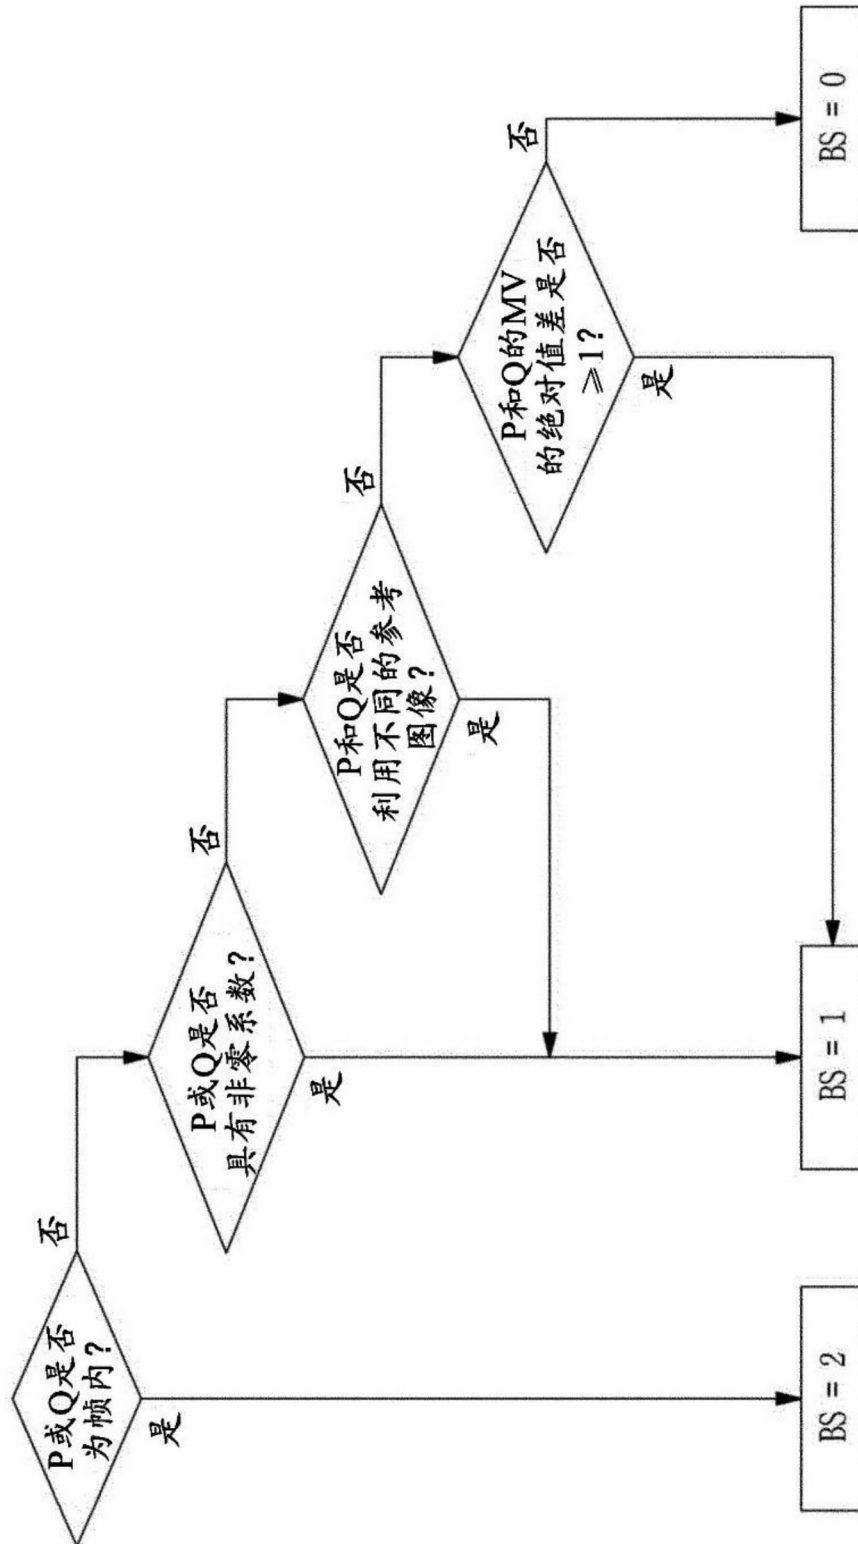 P或Q是否
为帧内?
否
是
P或Q是否
具有非零系数?
否
是
P和Q是否
利用不同的参考
图像?
否
是
P和Q的MV
的绝对值差是否
≥1?
否
是
BS = 2
BS = 1
BS = 0